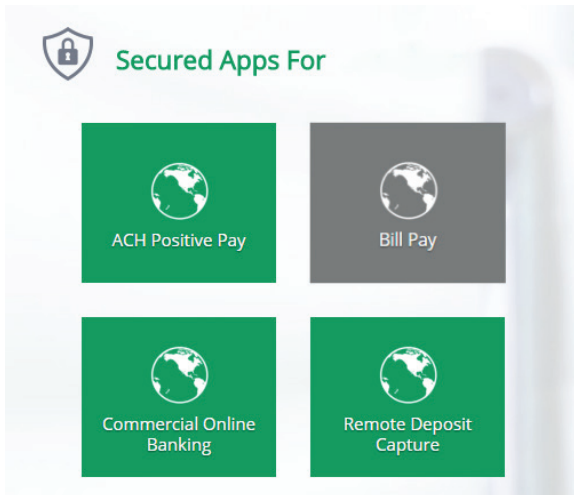 Secured Apps For
ACH Positive Pay
Bill Pay
Commercial Online
Banking
Remote Deposit
Capture